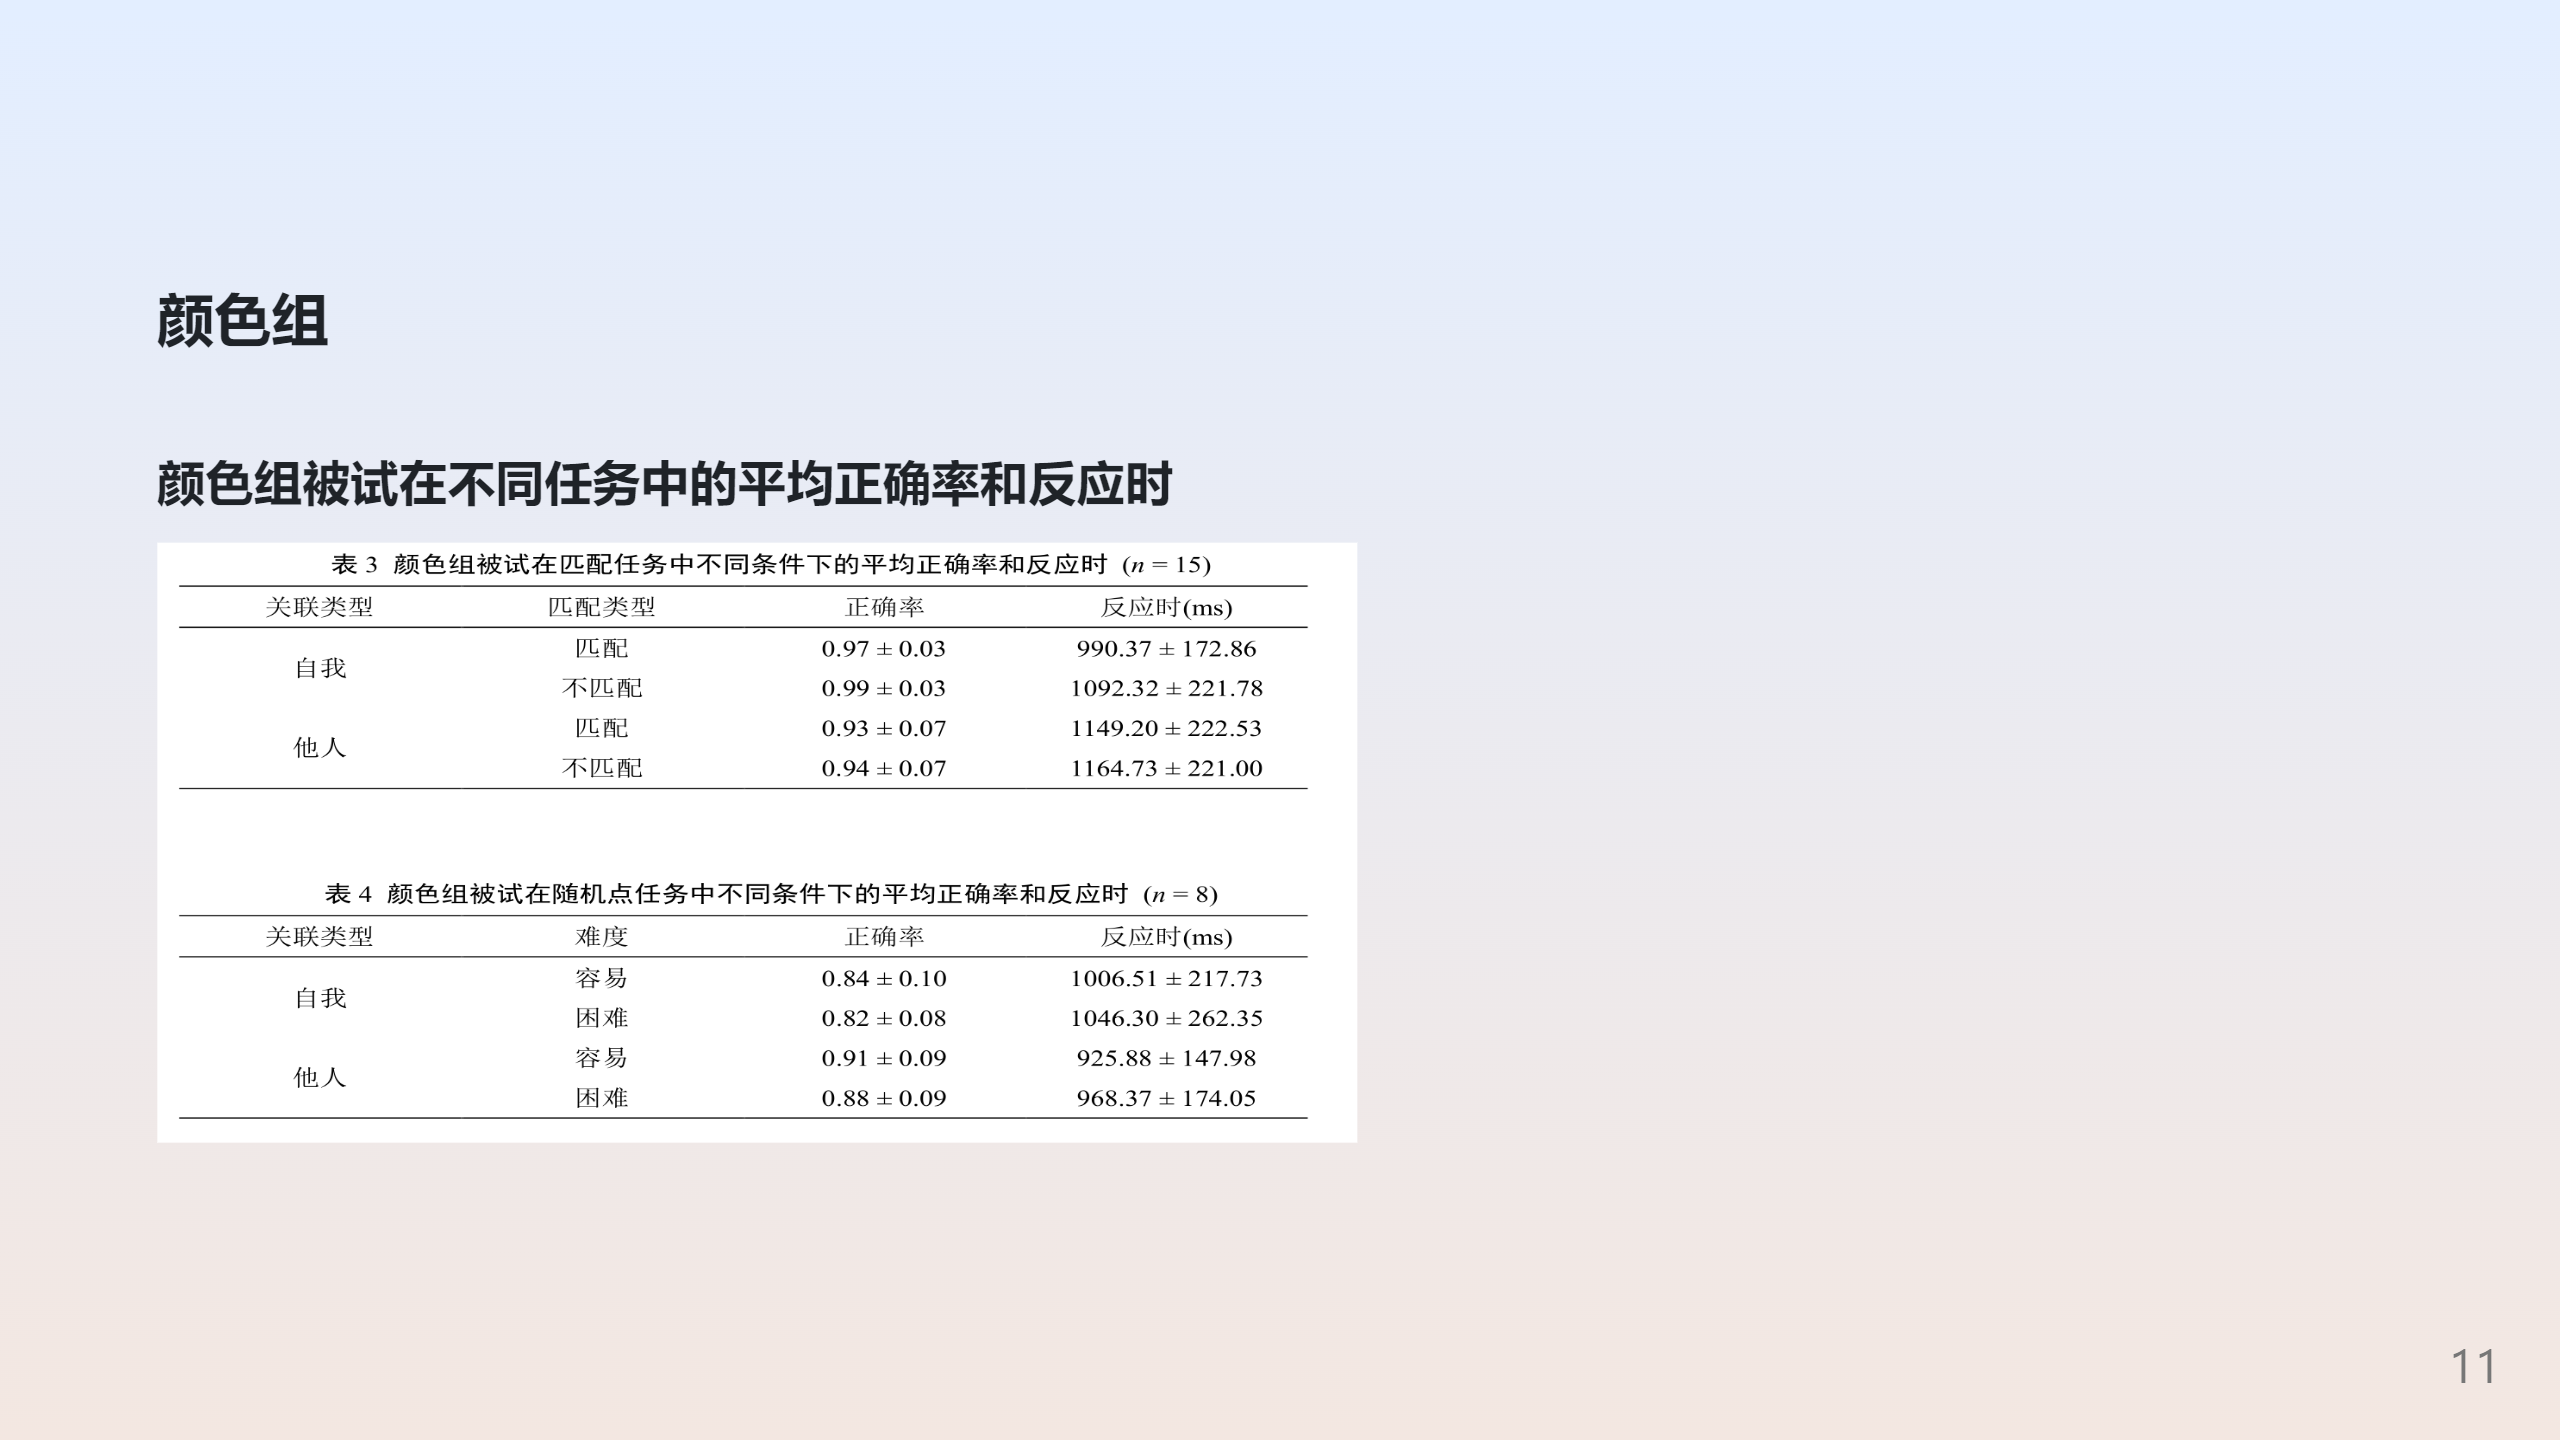 颜色组
颜色组被试在不同任务中的平均正确率和反应时
表 3 颜色组被试在匹配任务中不同条件下的平均正确率和反应时 (n = 15)
关联类型 匹配类型 正确率 反应时(ms)
自我 匹配 0.97 ± 0.03 990.37 ± 172.86
不匹配 0.99 ± 0.03 1092.32 ± 221.78
他人 匹配 0.93 ± 0.07 1149.20 ± 222.53
不匹配 0.94 ± 0.07 1164.73 ± 221.00
表 4 颜色组被试在随机点任务中不同条件下的平均正确率和反应时 (n = 8)
关联类型 难度 正确率 反应时(ms)
自我 容易 0.84 ± 0.10 1006.51 ± 217.73
困难 0.82 ± 0.08 1046.30 ± 262.35
他人 容易 0.91 ± 0.09 925.88 ± 147.98
困难 0.88 ± 0.09 968.37 ± 174.05
11